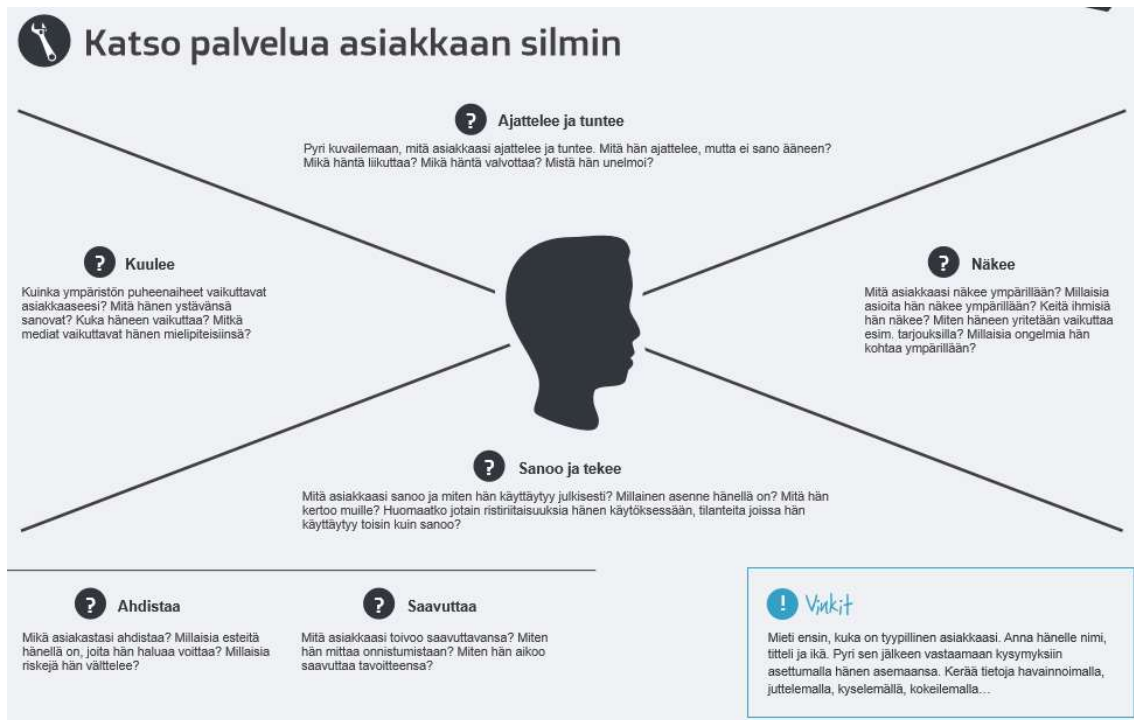 Katso palvelua asiakkaan silmin
? Ajattelee ja tuntee
Pyri kuvailemaan, mitä asiakkaasi ajattelee ja tuntee. Mitä hän ajattelee, mutta ei sano ääneen?
Mikä häntä liikuttaa? Mikä häntä valvottaa? Mistä hän unelmoi?
? Kuulee
Kuinka ympäristön puheenaiheet vaikuttavat
asiakkaaseesi? Mitä hänen ystävänsä
sanovat? Kuka häneen vaikuttaa? Mitkä
mediat vaikuttavat hänen mielipiteisiinsä?
? Näkee
Mitä asiakkaasi näkee ympärillään? Millaisia
asioita hän näkee ympärillään? Keitä ihmisiä
hän näkee? Miten häneen yritetään vaikuttaa
esim. tarjouksilla? Millaisia ongelmia hän
kohtaa ympärillään?
? Sanoo ja tekee
Mitä asiakkaasi sanoo ja miten hän käyttäytyy julkisesti? Millainen asenne hänellä on? Mitä hän
kertoo muille? Huomaatko jotain ristiriitaisuuksia hänen käytöksessään, tilanteita joissa hän
käyttäytyy toisin kuin sanoo?
? Ahdistaa
Mikä asiakastasi ahdistaa? Millaisia esteitä
hänellä on, joita hän haluaa voittaa? Millaisia
riskejä hän välttelee?
? Saavuttaa
Mitä asiakkaasi toivoo saavuttavansa? Miten
hän mittaa onnistumistaan? Miten hän aikoo
saavuttaa tavoitteensa?
! Vinkit
Mieti ensin, kuka on tyypillinen asiakkaasi. Anna hänelle nimi,
titteli ja ikä. Pyri sen jälkeen vastaamaan kysymyksiin
asettumalla hänen asemaansa. Kerää tietoja havainnoimalla,
juttelemalla, kyselemällä, kokeilemalla…